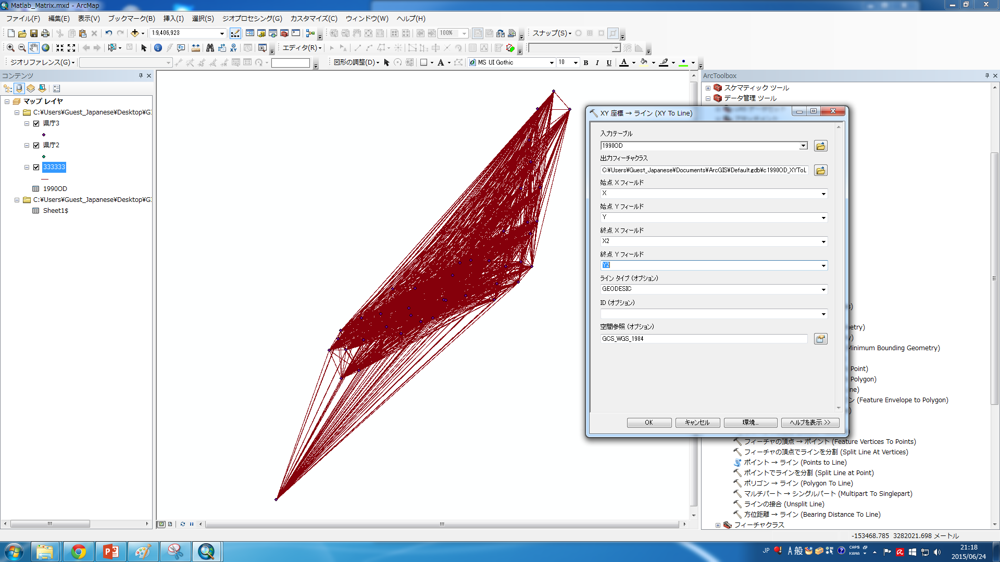 Matlab_Matrix.mxd - ArcMap
ファイル(F) 編集(E) 表示(V) ブックマーク(B) 挿入(I) 選択(S) ジオプロセシング(G) カスタマイズ(C) ウィンドウ(W) ヘルプ(H)
1:9,406,923
100%
スナップ(S)
エディタ(R)
ジオリファレンス(G)
図形の調整(D)
A
MS UI Gothic
10
B I U A
コンテンツ
マップ レイヤ
C:¥Users¥Guest_Japanese¥Desktop¥G
県庁3
県庁2
333333
1990OD
C:¥Users¥Guest_Japanese¥Desktop¥G
Sheet1$
ArcToolbox
スケマティック ツール
データ管理 ツール
XY 座標 → ライン (XY To Line)
入力テーブル
1990OD
出力フィーチャクラス
C:¥Users¥Guest_Japanese¥Documents¥ArcGIS¥Default.gdb¥c1990OD_XYToL
始点 X フィールド
X
始点 Y フィールド
Y
終点 X フィールド
X2
終点 Y フィールド
Y2
ライン タイプ (オプション)
GEODESIC
ID (オプション)
空間参照 (オプション)
GCS_WGS_1984
OK キャンセル 環境... ヘルプを表示 >>
s)
etry)
)
Minimum Bounding Geometry)
Point)
Polygon)
ne)
ン (Feature Envelope to Polygon)
)
フィーチャの頂点 → ポイント (Feature Vertices To Points)
フィーチャの頂点でラインを分割 (Split Line At Vertices)
ポイント → ライン (Points to Line)
ポイントでラインを分割 (Split Line at Point)
ポリゴン → ライン (Polygon To Line)
マルチパート → シングルパート (Multipart To Singlepart)
ラインの接合 (Unsplit Line)
方位距離 → ライン (Bearing Distance To Line)
フィーチャクラス
-153468.785 3282021.698 メートル
JP
A 般
CAPS
KANA
21:18
2015/06/24